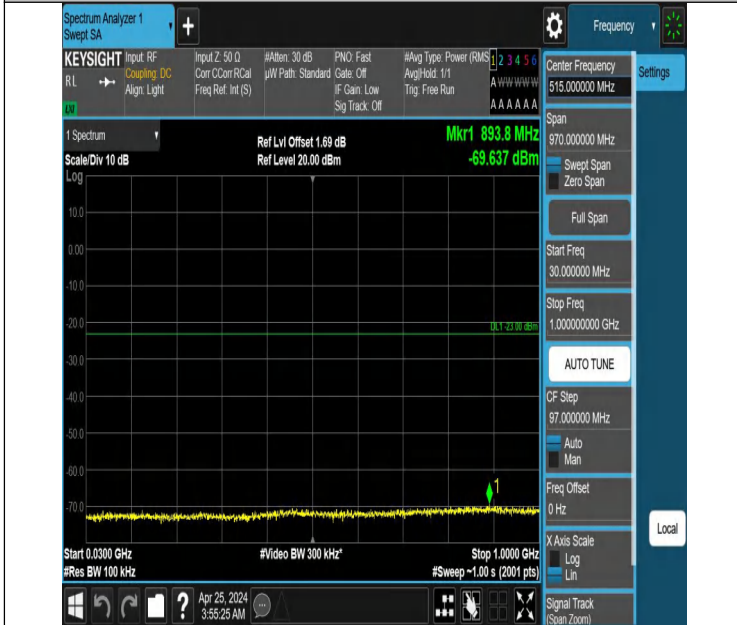 Spectrum Analyzer 1
Swept SA
+
Frequency
KEYSIGHT
RL
Input: RF
Coupling: DC
Align: Light
Input Z: 50 Ω
Corr CCorr RCal
Freq Ref: Int (S)
#Atten: 30 dB
µW Path: Standard
PNO: Fast
Gate: Off
IF Gain: Low
Sig Track: Off
#Avg Type: Power (RMS
Avg|Hold: 1/1
Trig: Free Run
1 2 3 4 5 6
A W W W W W
A A A A A A
1 Spectrum
Scale/Div 10 dB
Log
Ref Lvl Offset 1.69 dB
Ref Level 20.00 dBm
Mkr1 893.8 MHz
-69.637 dBm
10.0
0.00
-10.0
-20.0
-30.0
-40.0
-50.0
-60.0
-70.0
DL1 -23.00 dBm
1
Start 0.0300 GHz
#Res BW 100 kHz
#Video BW 300 kHz*
Stop 1.0000 GHz
#Sweep ~1.00 s (2001 pts)
Center Frequency
515.000000 MHz
Span
970.000000 MHz
Swept Span
Zero Span
Full Span
Start Freq
30.000000 MHz
Stop Freq
1.000000000 GHz
AUTO TUNE
CF Step
97.000000 MHz
Auto
Man
Freq Offset
0 Hz
X Axis Scale
Log
Lin
Signal Track
(Span Zoom)
Settings
Local
?
Apr 25, 2024
3:55:25 AM